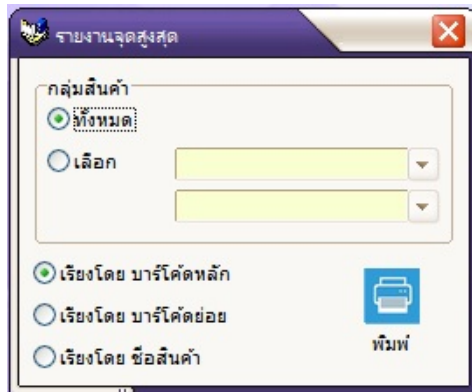 รายงานจุดสูงสุด
กลุ่มสินค้า
ทั้งหมด
เลือก
เรียงโดย บาร์โค้ดหลัก
เรียงโดย บาร์โค้ดย่อย
เรียงโดย ชื่อสินค้า
พิมพ์